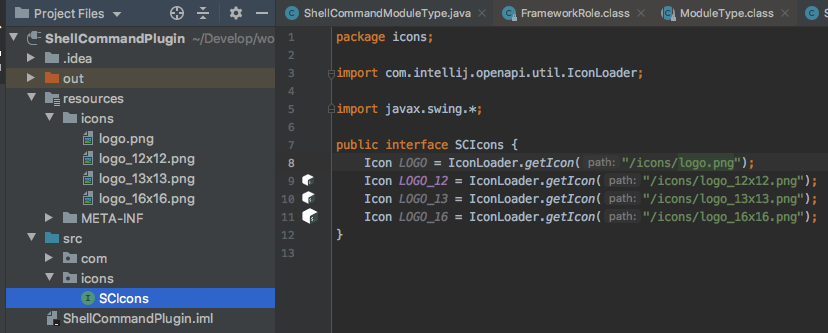 Project Files
ShellCommandPlugin ~/Develop/wo
.idea
out
resources
icons
logo.png
logo_12x12.png
logo_13x13.png
logo_16x16.png
META-INF
src
com
icons
SCIcons
ShellCommandPlugin.iml
ShellCommandModuleType.java
FrameworkRole.class
ModuleType.class
S
1 package icons;
2
3 import com.intellij.openapi.util.IconLoader;
4
5 import javax.swing.*;
6
7 public interface SCIcons {
8 Icon LOGO = IconLoader.getIcon( path: "/icons/logo.png");
9 Icon LOGO_12 = IconLoader.getIcon( path: "/icons/logo_12x12.png");
10 Icon LOGO_13 = IconLoader.getIcon( path: "/icons/logo_13x13.png");
11 Icon LOGO_16 = IconLoader.getIcon( path: "/icons/logo_16x16.png");
12 }
13